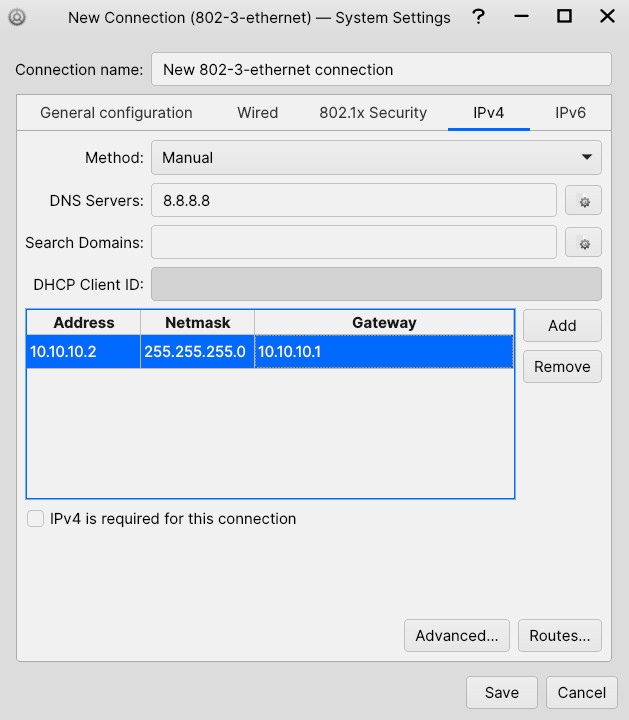 New Connection (802-3-ethernet) — System Settings ?
Connection name: New 802-3-ethernet connection
General configuration Wired 802.1x Security IPv4 IPv6
Method: Manual
DNS Servers: 8.8.8.8
Search Domains:
DHCP Client ID:
Address Netmask Gateway Add
10.10.10.2 255.255.255.0 10.10.10.1
Remove
IPv4 is required for this connection
Advanced... Routes...
Save Cancel